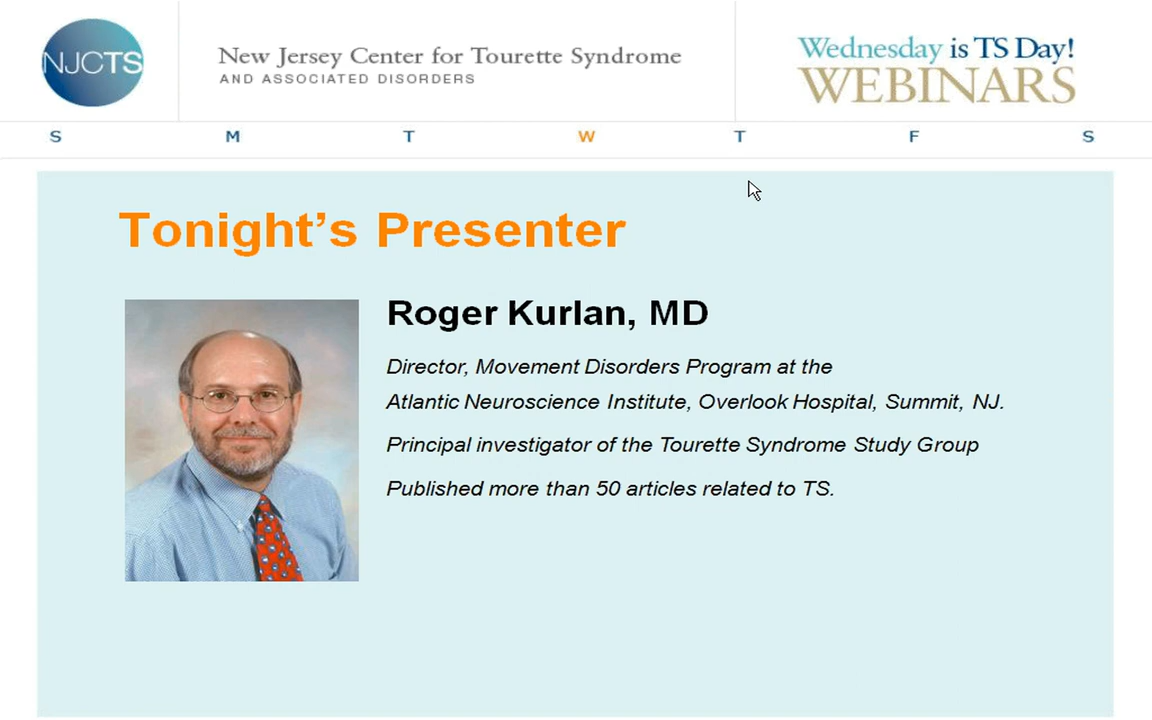 NJCTS
New Jersey Center for Tourette Syndrome
AND ASSOCIATED DISORDERS
Wednesday is TS Day!
WEBINARS
S M T W T F S
Tonight’s Presenter
Roger Kurlan, MD
Director, Movement Disorders Program at the
Atlantic Neuroscience Institute, Overlook Hospital, Summit, NJ.
Principal investigator of the Tourette Syndrome Study Group
Published more than 50 articles related to TS.